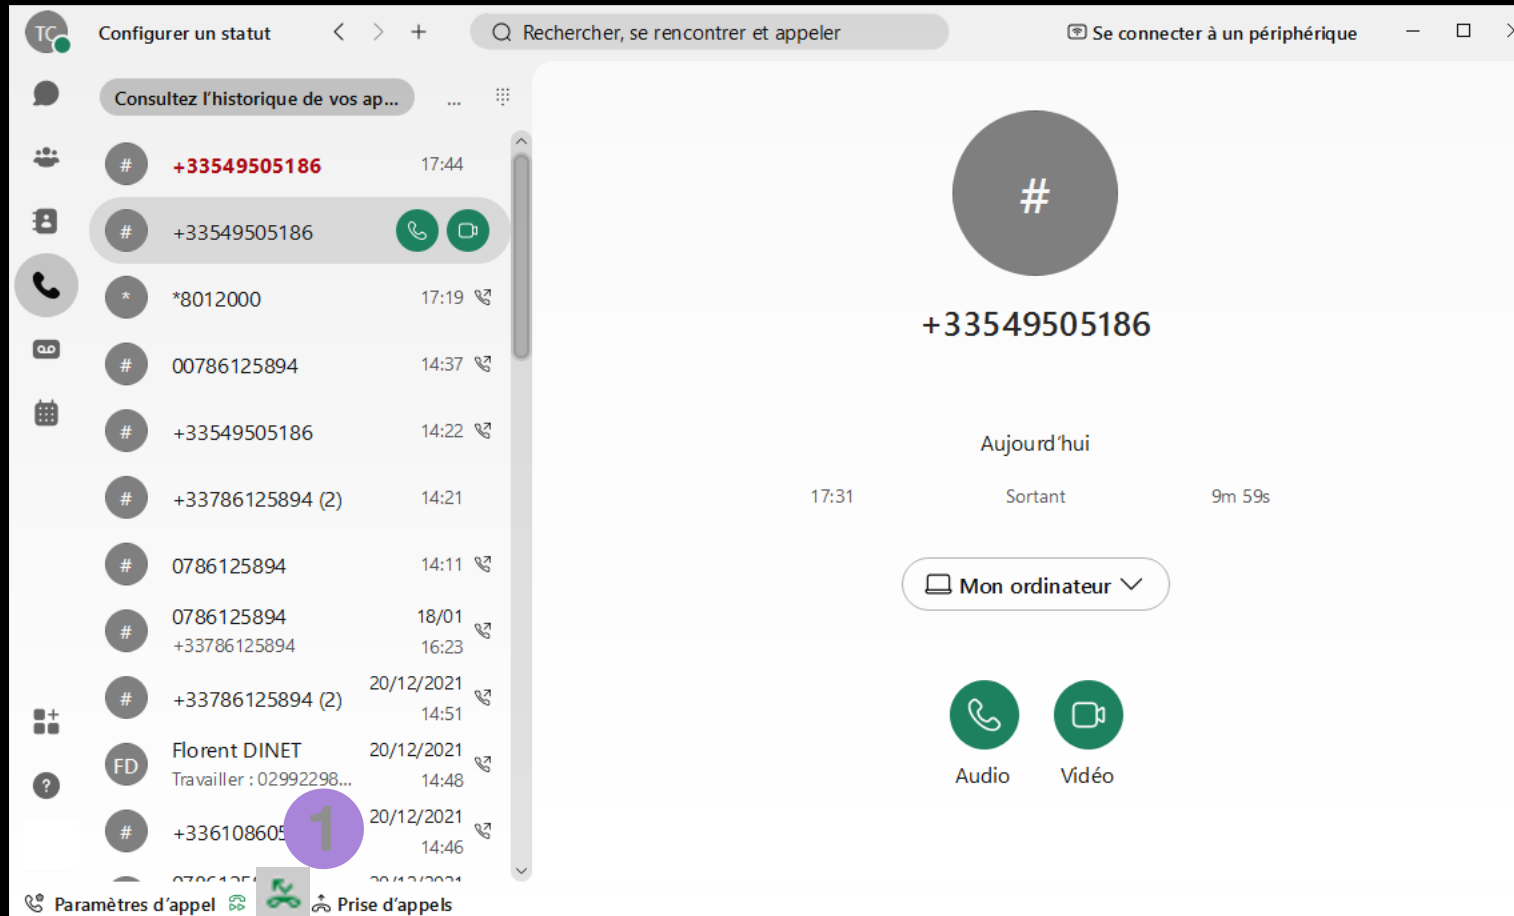 TC Configurer un statut Rechercher, se rencontrer et appeler Se connecter à un périphérique
Consultez l'historique de vos ap... ...
# +33549505186 17:44
# +33549505186
* *8012000 17:19
# 00786125894 14:37
# +33549505186 14:22
# +33786125894 (2) 14:21
# 0786125894 14:11
# 0786125894 18/01
+33786125894 16:23
# +33786125894 (2) 20/12/2021
14:51
FD Florent DINET 20/12/2021
Travailler : 02992298... 14:48
# +336108605 20/12/2021
14:46
1
Paramètres d'appel Prise d'appels
#
+33549505186
Aujourd'hui
17:31 Sortant 9m 59s
Mon ordinateur
Audio Vidéo